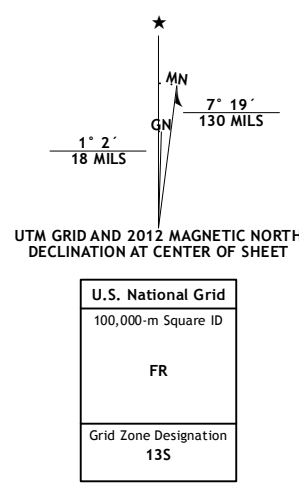 ★
MN
7° 19´
130 MILS
GN
1° 2´
18 MILS
UTM GRID AND 2012 MAGNETIC NORTH
DECLINATION AT CENTER OF SHEET
U.S. National Grid
100,000-m Square ID
FR
Grid Zone Designation
13S